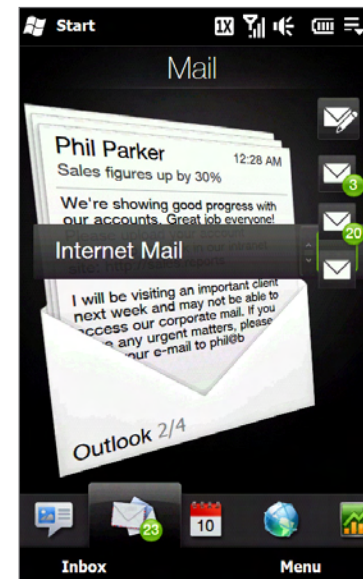 Start
1X
Mail
Phil Parker
12:28 AM
Sales figures up by 30%
We're showing good progress with
our accounts. Great job everyone!
3
20
Internet Mail
I will be visiting an important client
next week and may not be able to
access our corporate mail. If you
any urgent matters, please
your e-mail to phil@b
Outlook 2/4
23
10
Inbox
Menu